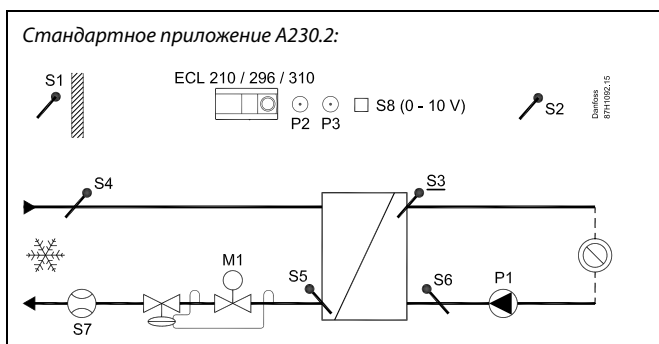 Стандартное приложение A230.2:
S1
ECL 210 / 296 / 310
P2
P3
S8 (0 - 10 V)
S2
Danfoss
87H1092.15
S4
S3
M1
S5
S6
P1
S7